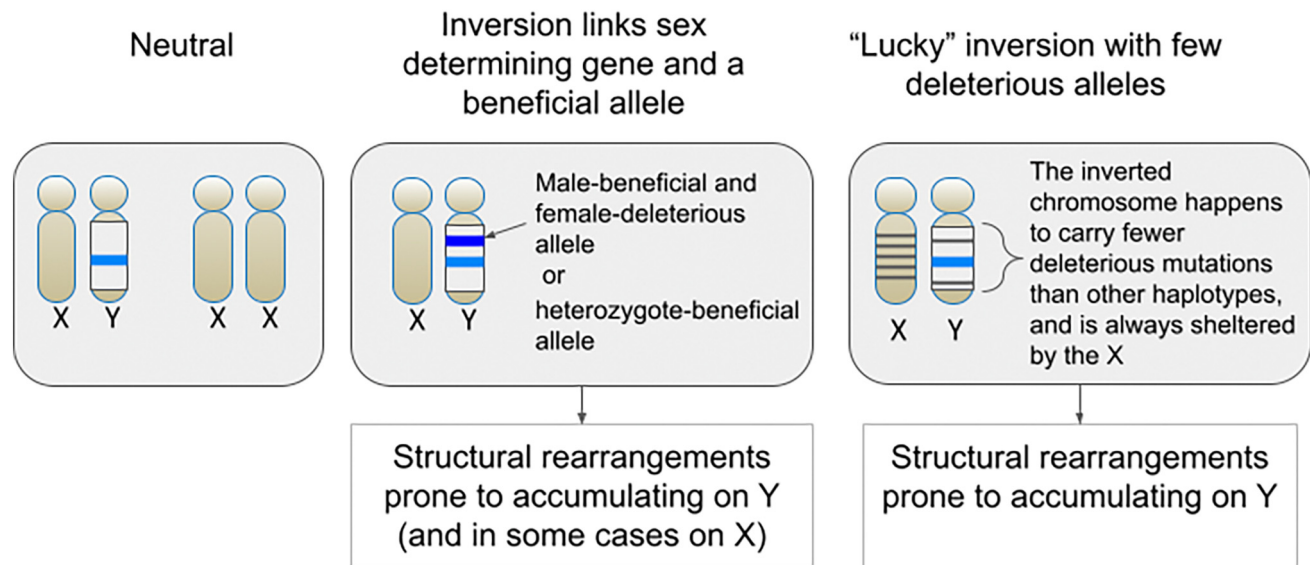 Neutral
X Y X X
Inversion links sex
determining gene and a
beneficial allele
Male-beneficial and
female-deleterious
allele
or
heterozygote-beneficial
allele
X Y
Structural rearrangements
prone to accumulating on Y
(and in some cases on X)
“Lucky” inversion with few
deleterious alleles
The inverted
chromosome happens
to carry fewer
deleterious mutations
than other haplotypes,
and is always sheltered
by the X
X Y
Structural rearrangements
prone to accumulating on Y